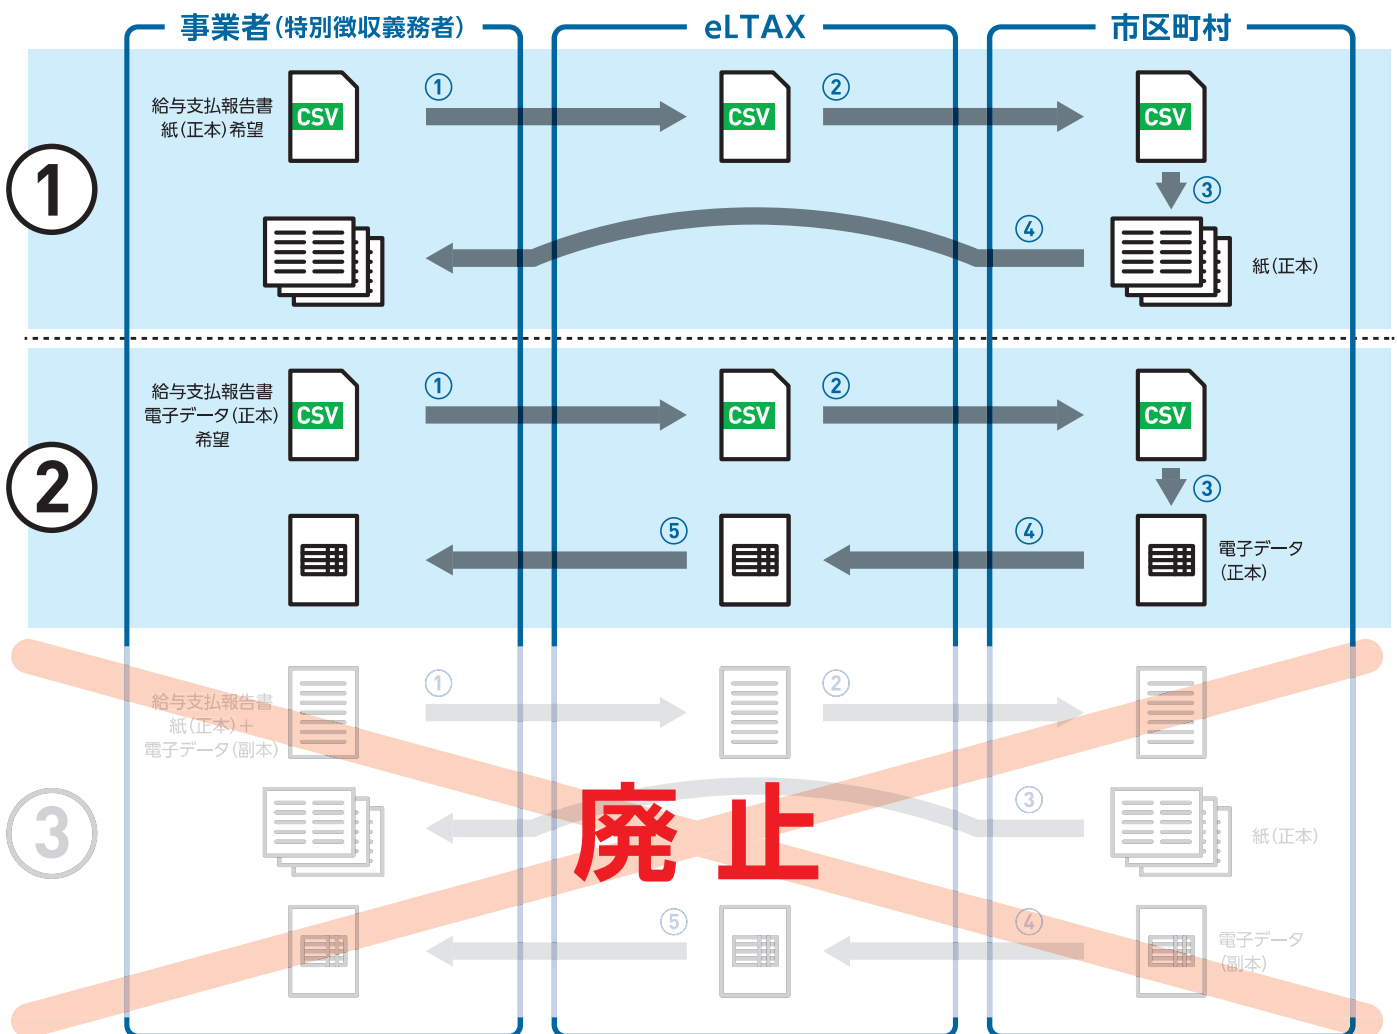 事業者(特別徴収義務者)
eLTAX
市区町村
1
給与支払報告書
紙(正本)希望
CSV
①
CSV
②
CSV
③
④
紙(正本)
2
給与支払報告書
電子データ(正本)
希望
CSV
①
CSV
②
CSV
③
⑤
④
電子データ
(正本)
3
給与支払報告書
紙(正本)+
電子データ(副本)
①
②
廃止
③
紙(正本)
⑤
④
電子データ
(副本)